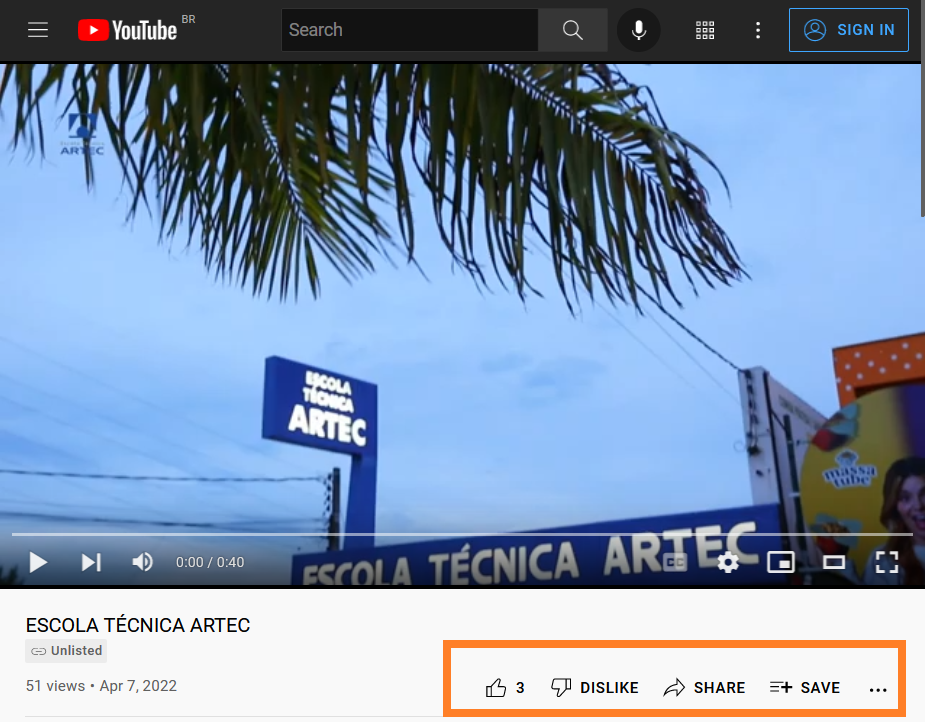 YouTube BR
Search
SIGN IN
ARTEC
ESCOLA
TÉCNICA
ARTEC
massa
tube
ESCOLA TÉCNICA ARTEC
CC
0:00 / 0:40
ESCOLA TÉCNICA ARTEC
Unlisted
51 views • Apr 7, 2022
3 DISLIKE SHARE SAVE